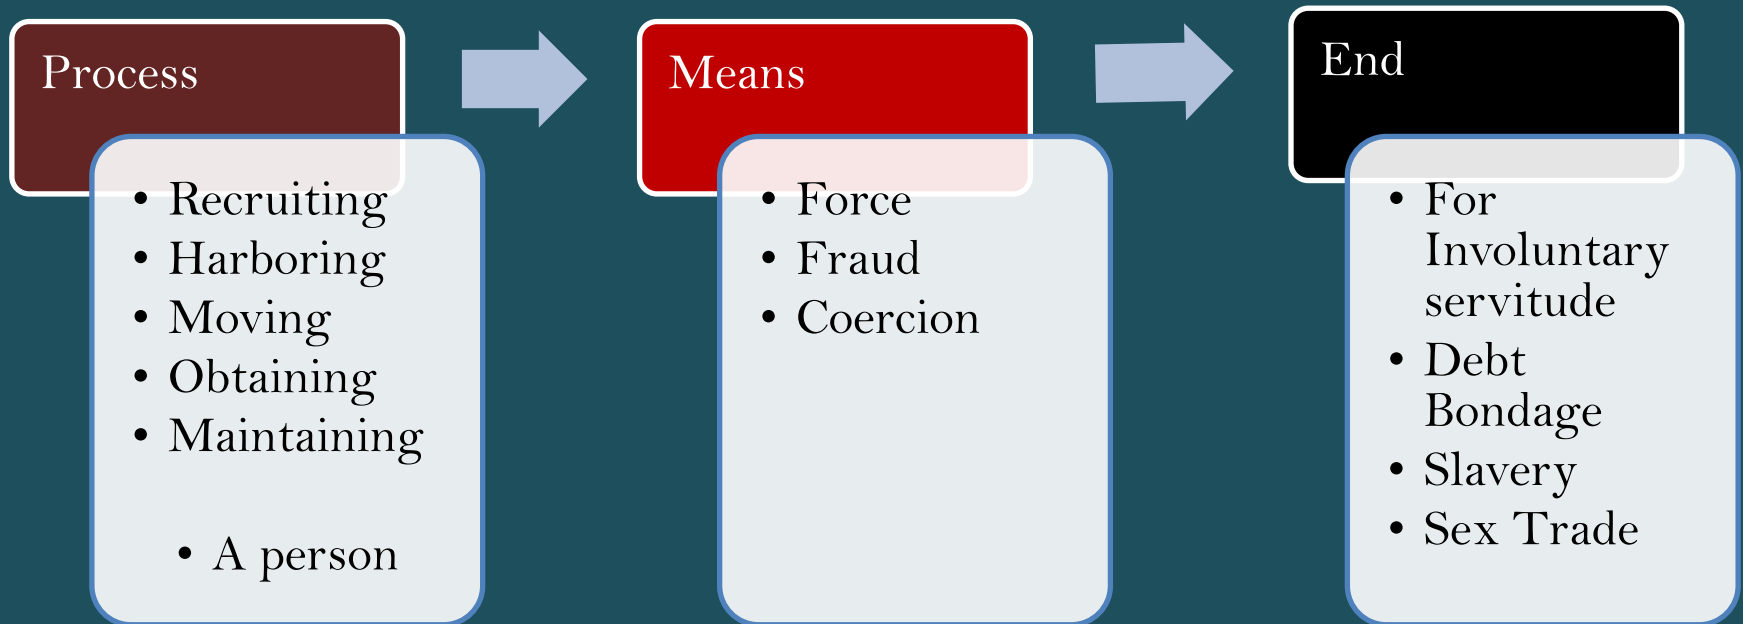 Process
• Recruiting
• Harboring
• Moving
• Obtaining
• Maintaining
• A person
Means
• Force
• Fraud
• Coercion
End
• For
Involuntary
servitude
• Debt
Bondage
• Slavery
• Sex Trade